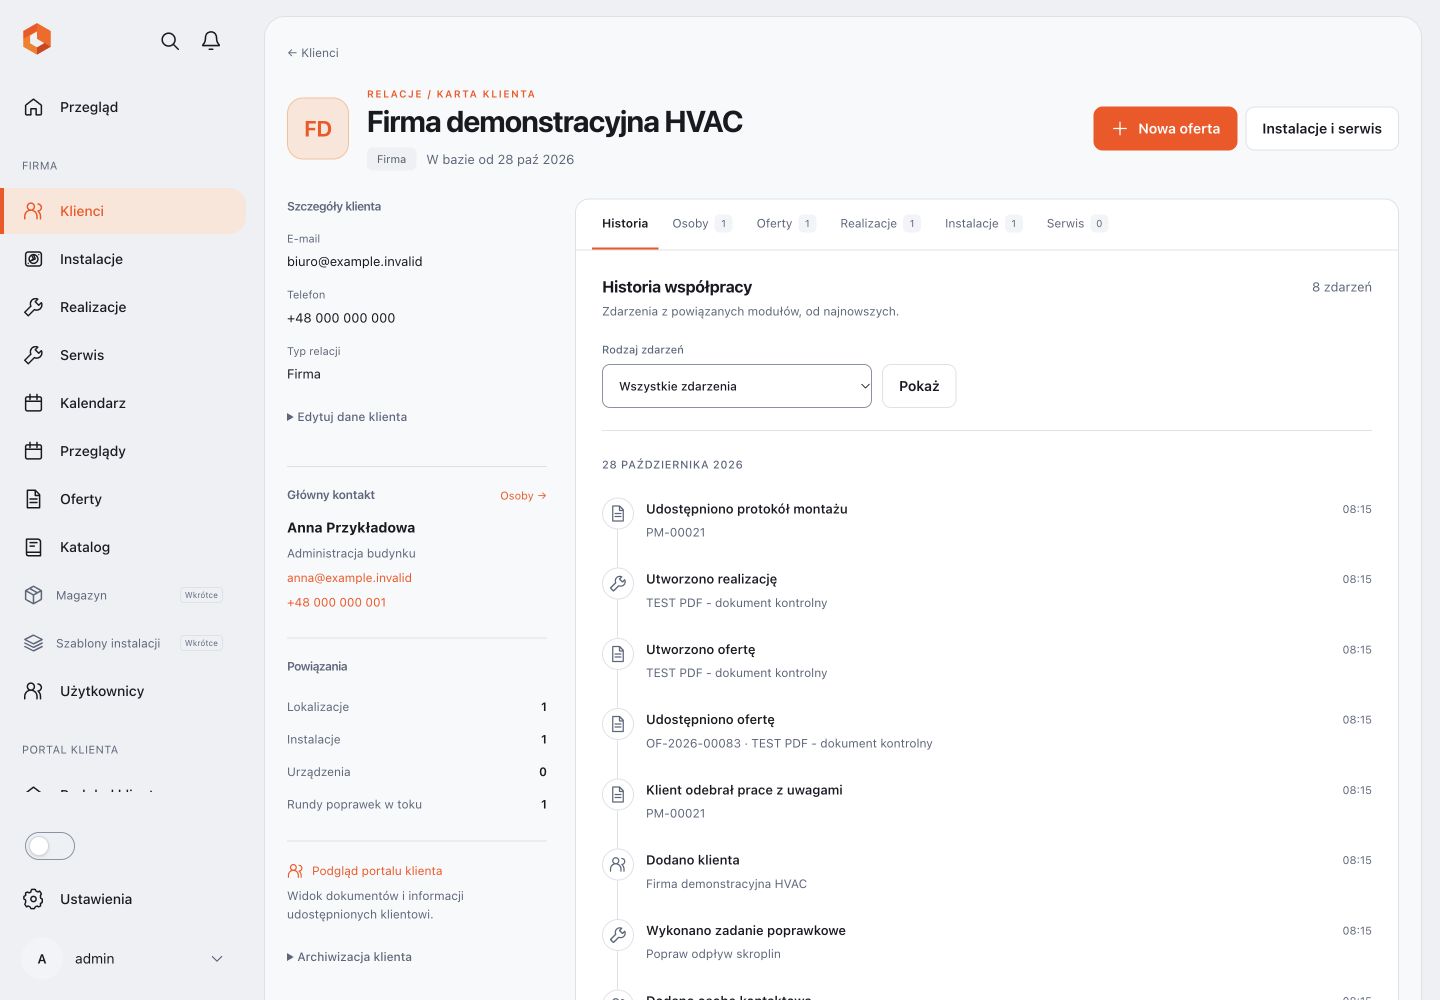 Przegląd
FIRMA
Klienci
Instalacje
Realizacje
Serwis
Kalendarz
Przeglądy
Oferty
Katalog
Magazyn Wkrótce
Szablony instalacji Wkrótce
Użytkownicy
PORTAL KLIENTA
Ustawienia
A admin
← Klienci
FD
RELACJE / KARTA KLIENTA
Firma demonstracyjna HVAC
Firma W bazie od 28 paź 2026
+ Nowa oferta
Instalacje i serwis
Szczegóły klienta
E-mail
biuro@example.invalid
Telefon
+48 000 000 000
Typ relacji
Firma
Edytuj dane klienta
Główny kontakt Osoby →
Anna Przykładowa
Administracja budynku
anna@example.invalid
+48 000 000 001
Powiązania
Lokalizacje 1
Instalacje 1
Urządzenia 0
Rundy poprawek w toku 1
Podgląd portalu klienta
Widok dokumentów i informacji
udostępnionych klientowi.
Archiwizacja klienta
Historia Osoby 1 Oferty 1 Realizacje 1 Instalacje 1 Serwis 0
Historia współpracy 8 zdarzeń
Zdarzenia z powiązanych modułów, od najnowszych.
Rodzaj zdarzeń
Wszystkie zdarzenia Pokaż
28 PAŹDZIERNIKA 2026
Udostępniono protokół montażu 08:15
PM-00021
Utworzono realizację 08:15
TEST PDF - dokument kontrolny
Utworzono ofertę 08:15
TEST PDF - dokument kontrolny
Udostępniono ofertę 08:15
OF-2026-00083 · TEST PDF - dokument kontrolny
Klient odebrał prace z uwagami 08:15
PM-00021
Dodano klienta 08:15
Firma demonstracyjna HVAC
Wykonano zadanie poprawkowe 08:15
Popraw odpływ skroplin